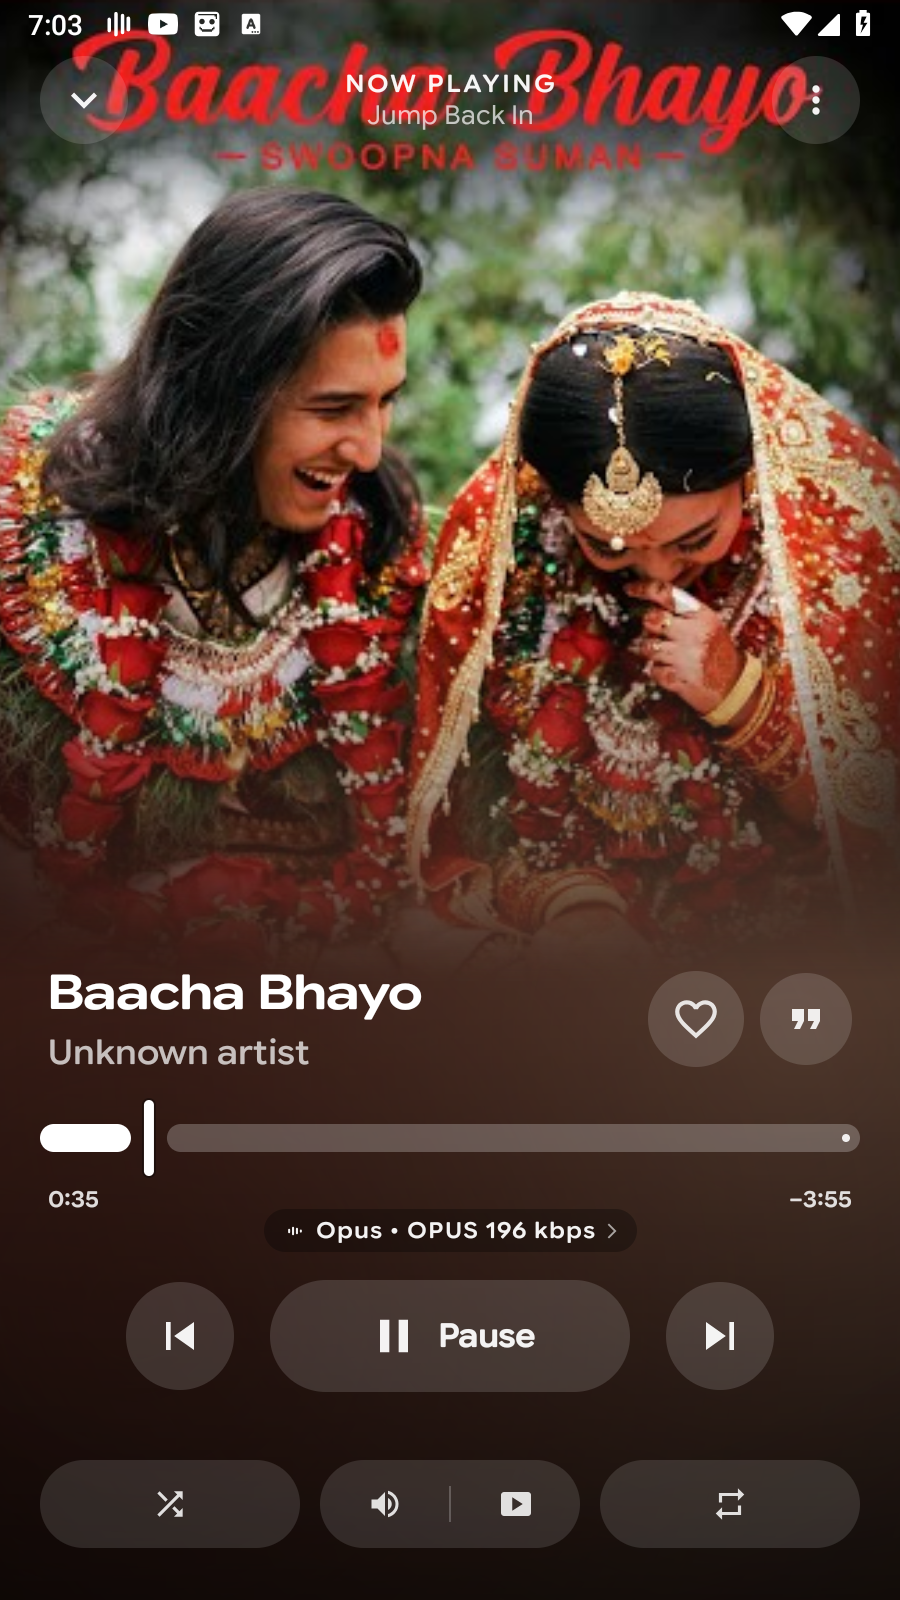 7:03
Baacha Bhayo
NOW PLAYING
Jump Back In
SWOOPNA SUMAN
Baacha Bhayo
Unknown artist
0:35
−3:55
Opus • OPUS 196 kbps
Pause